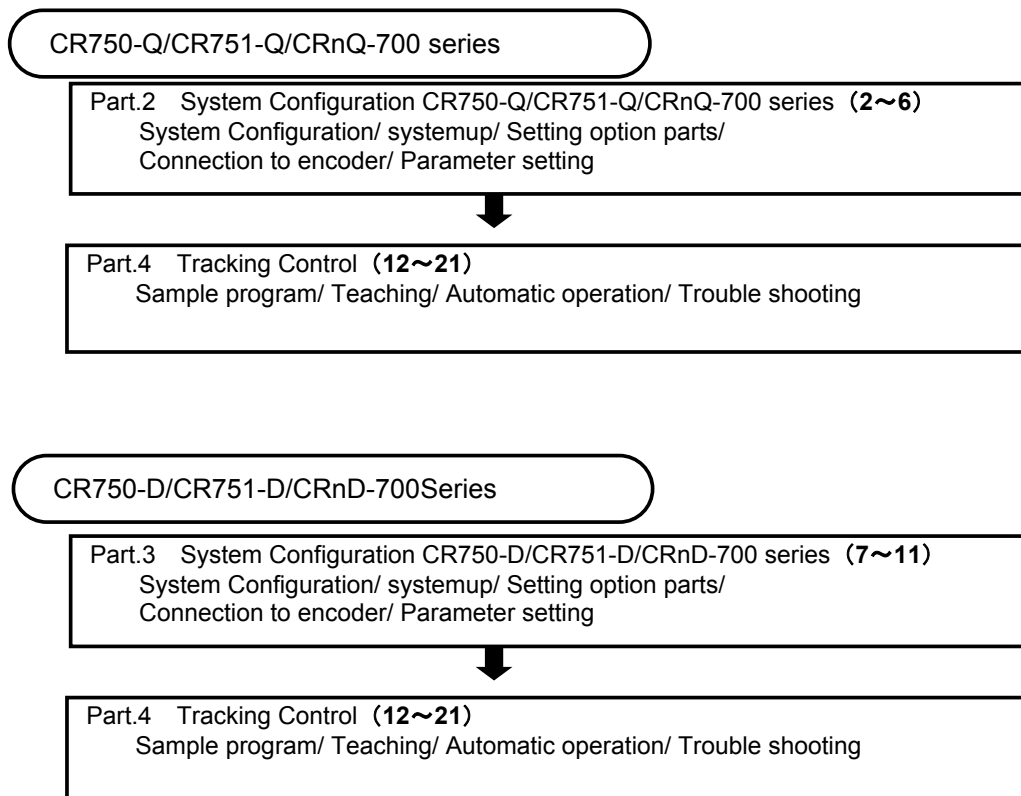 CR750-Q/CR751-Q/CRnQ-700 series
Part.2 System Configuration CR750-Q/CR751-Q/CRnQ-700 series（2～6）
System Configuration/ systemup/ Setting option parts/
Connection to encoder/ Parameter setting
Part.4 Tracking Control（12～21）
Sample program/ Teaching/ Automatic operation/ Trouble shooting
CR750-D/CR751-D/CRnD-700Series
Part.3 System Configuration CR750-D/CR751-D/CRnD-700 series（7～11）
System Configuration/ systemup/ Setting option parts/
Connection to encoder/ Parameter setting
Part.4 Tracking Control（12～21）
Sample program/ Teaching/ Automatic operation/ Trouble shooting